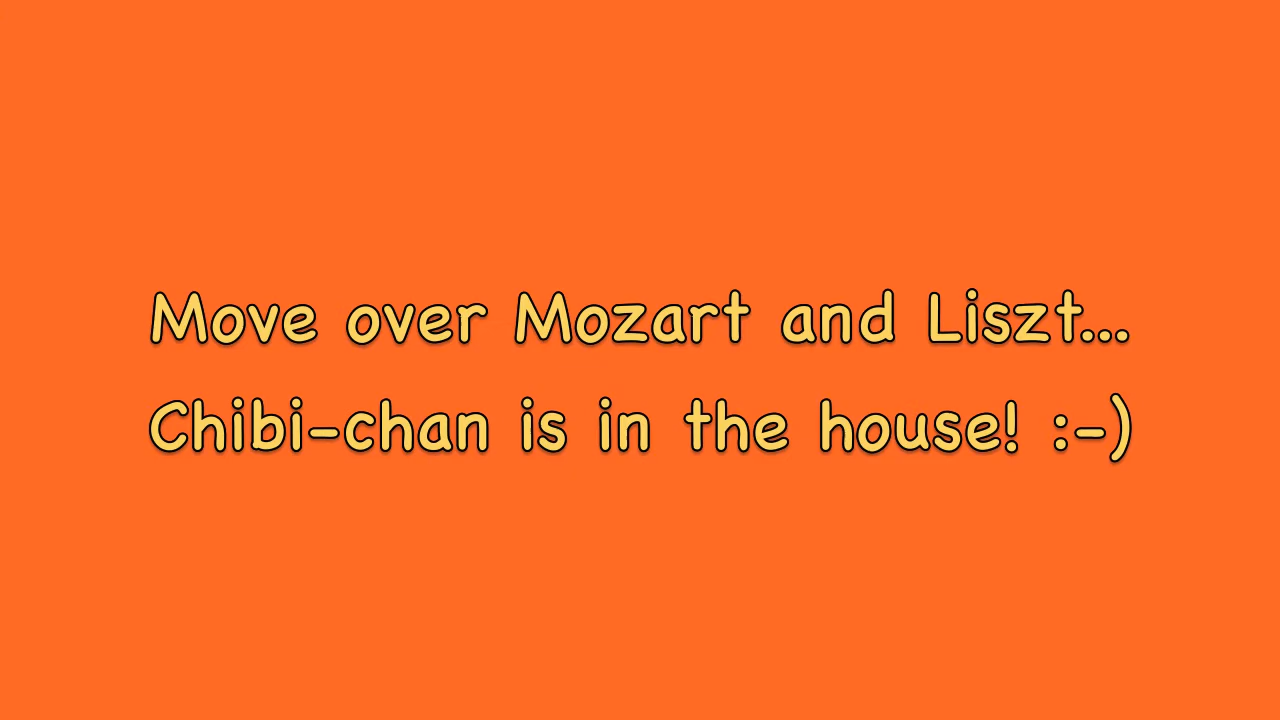 Move over Mozart and Liszt...
Chibi-chan is in the house! :-)